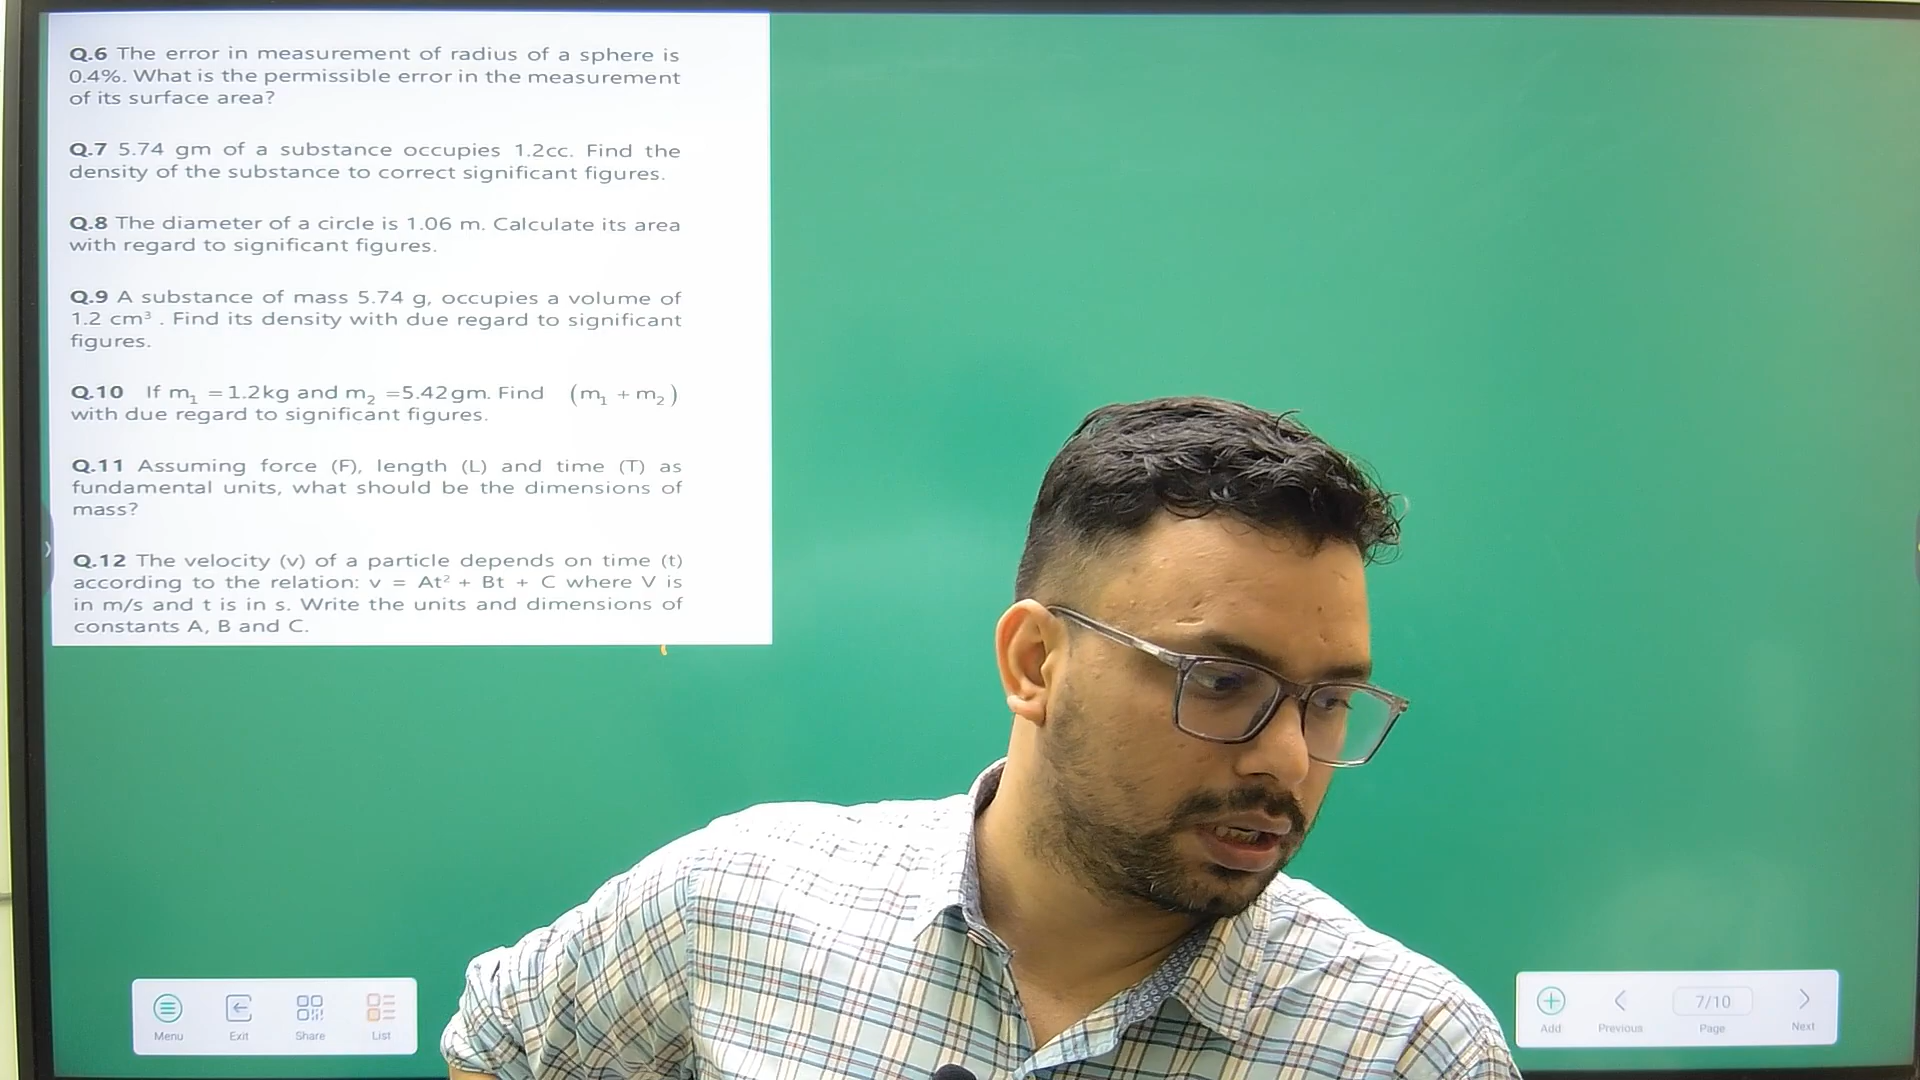 Q.6 The error in measurement of radius of a sphere is
0.4%. What is the permissible error in the measurement
of its surface area?
Q.7 5.74 gm of a substance occupies 1.2cc. Find the
density of the substance to correct significant figures.
Q.8 The diameter of a circle is 1.06 m. Calculate its area
with regard to significant figures.
Q.9 A substance of mass 5.74 g, occupies a volume of
1.2 cm³ . Find its density with due regard to significant
figures.
Q.10 If m₁ =1.2kg and m₂ =5.42gm. Find (m₁ + m₂)
with due regard to significant figures.
Q.11 Assuming force (F), length (L) and time (T) as
fundamental units, what should be the dimensions of
mass?
Q.12 The velocity (v) of a particle depends on time (t)
according to the relation: v = At² + Bt + C where V is
in m/s and t is in s. Write the units and dimensions of
constants A, B and C.
Menu Exit Share List
Add Previous 7/10 Page Next